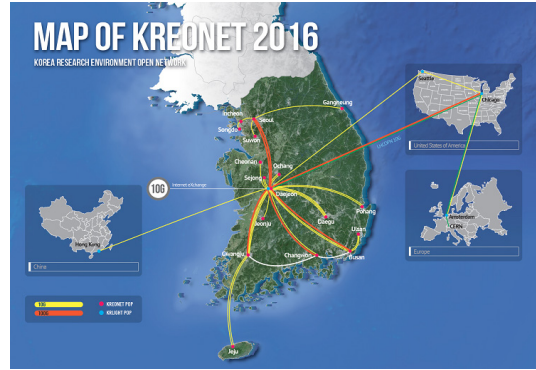 MAP OF KREONET 2016
KOREA RESEARCH ENVIRONMENT OPEN NETWORK
Seattle
Chicago
United States of America
Gangneung
Incheon
Seoul
Songdo
Suwon
Cheonan
Ochang
Sejong
10G
Internet eXchange
Daejeon
Pohang
Daegu
Jeonju
Ulsan
Gwangju
Changwon
Busan
Jeju
Hong Kong
China
Amsterdam
CERN
Europe
10G
KREONET POP
100G
KRLIGHT POP